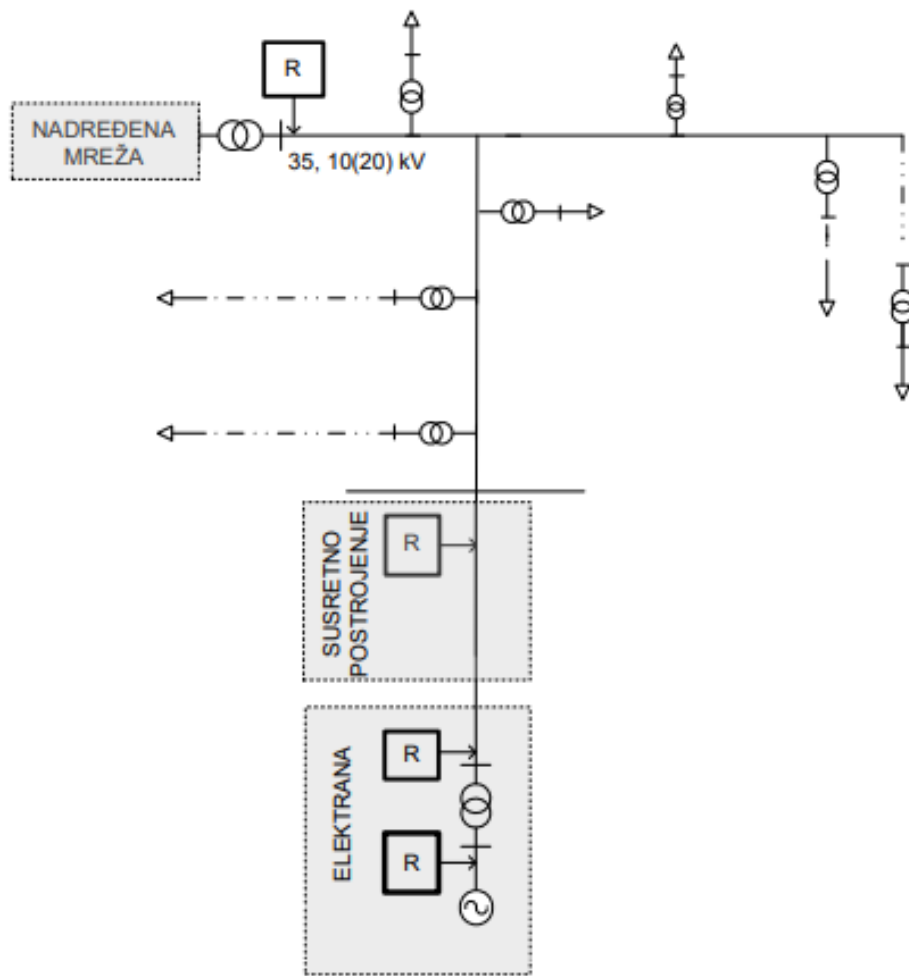 R
NADREĐENA
MREŽA
35, 10(20) kV
SUSRETNO
POSTROJENJE
R
ELEKTRANA
R
R